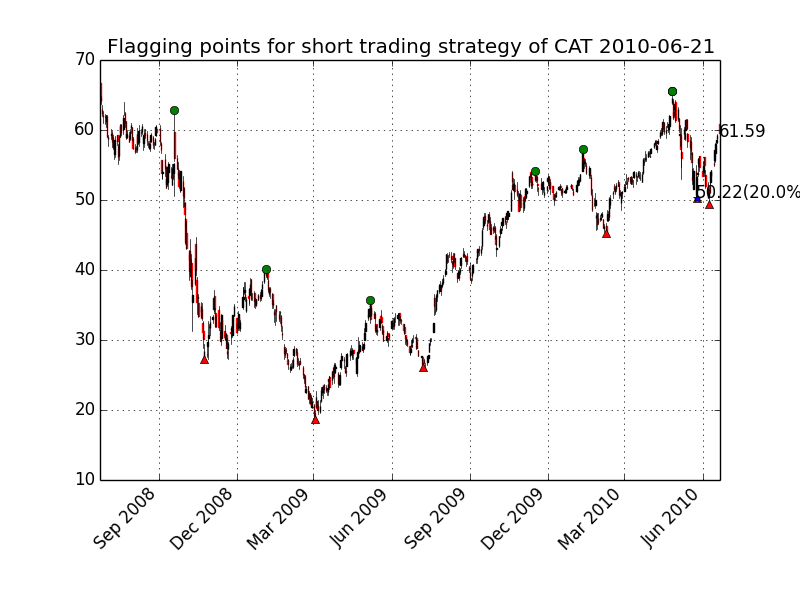 Flagging points for short trading strategy of CAT 2010-06-21
70
60
50
40
30
20
10
61.59
50.22(20.0%
Sep 2008
Dec 2008
Mar 2009
Jun 2009
Sep 2009
Dec 2009
Mar 2010
Jun 2010